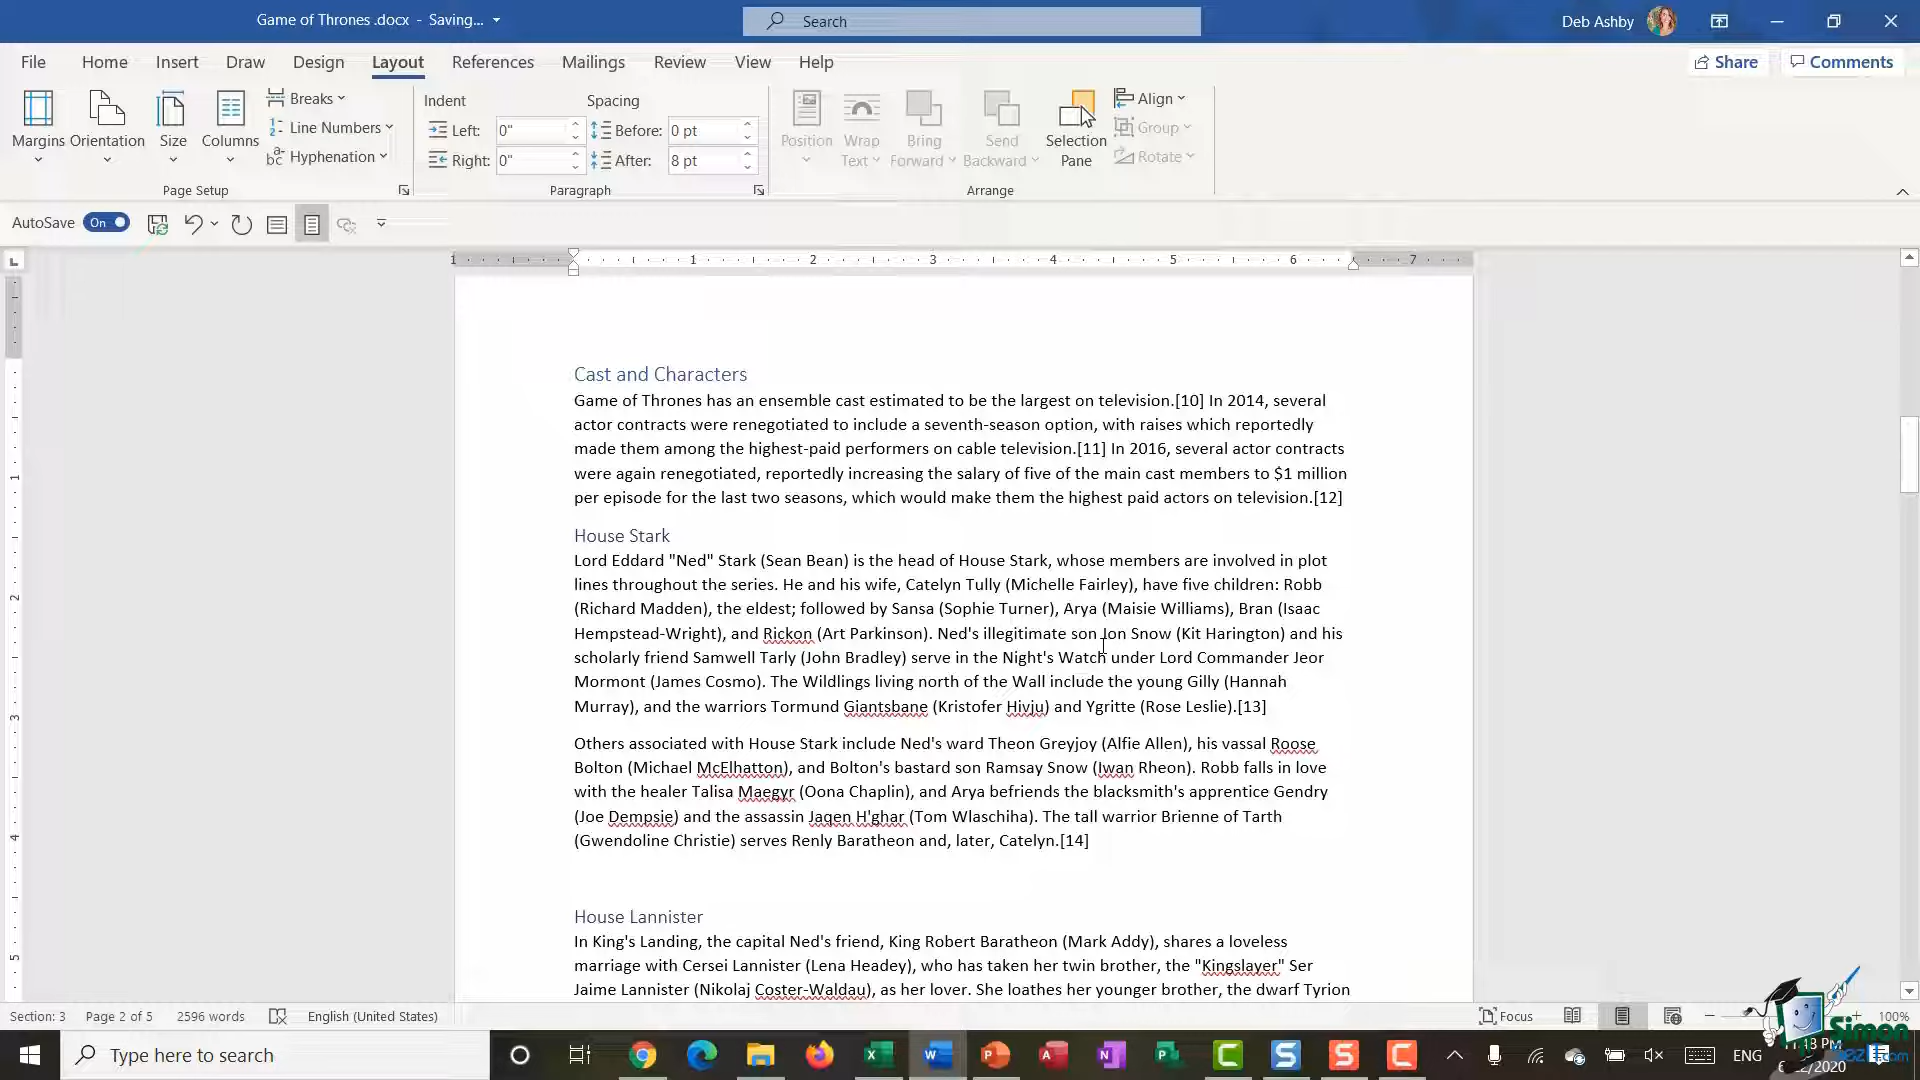 Game of Thrones .docx - Saving...
Search
Deb Ashby
File Home Insert Draw Design Layout References Mailings Review View Help
Share Comments
Margins Orientation Size Columns
Breaks
Line Numbers
Hyphenation
Page Setup
Indent Spacing
Left: 0" Before: 0 pt
Right: 0" After: 8 pt
Paragraph
Position
Wrap Text
Bring Forward
Send Backward
Selection Pane
Align
Group
Rotate
Arrange
AutoSave On
1 1 2 3 4 5 6 7
Cast and Characters
Game of Thrones has an ensemble cast estimated to be the largest on television.[10] In 2014, several
actor contracts were renegotiated to include a seventh-season option, with raises which reportedly
made them among the highest-paid performers on cable television.[11] In 2016, several actor contracts
were again renegotiated, reportedly increasing the salary of five of the main cast members to $1 million
per episode for the last two seasons, which would make them the highest paid actors on television.[12]
House Stark
Lord Eddard "Ned" Stark (Sean Bean) is the head of House Stark, whose members are involved in plot
lines throughout the series. He and his wife, Catelyn Tully (Michelle Fairley), have five children: Robb
(Richard Madden), the eldest; followed by Sansa (Sophie Turner), Arya (Maisie Williams), Bran (Isaac
Hempstead-Wright), and Rickon (Art Parkinson). Ned's illegitimate son Jon Snow (Kit Harington) and his
scholarly friend Samwell Tarly (John Bradley) serve in the Night's Watch under Lord Commander Jeor
Mormont (James Cosmo). The Wildlings living north of the Wall include the young Gilly (Hannah
Murray), and the warriors Tormund Giantsbane (Kristofer Hivju) and Ygritte (Rose Leslie).[13]
Others associated with House Stark include Ned's ward Theon Greyjoy (Alfie Allen), his vassal Roose
Bolton (Michael McElhatton), and Bolton's bastard son Ramsay Snow (Iwan Rheon). Robb falls in love
with the healer Talisa Maegyr (Oona Chaplin), and Arya befriends the blacksmith's apprentice Gendry
(Joe Dempsie) and the assassin Jaqen H'ghar (Tom Wlaschiha). The tall warrior Brienne of Tarth
(Gwendoline Christie) serves Renly Baratheon and, later, Catelyn.[14]
House Lannister
In King's Landing, the capital Ned's friend, King Robert Baratheon (Mark Addy), shares a loveless
marriage with Cersei Lannister (Lena Headey), who has taken her twin brother, the "Kingslayer" Ser
Jaime Lannister (Nikolaj Coster-Waldau), as her lover. She loathes her younger brother, the dwarf Tyrion
1
2
3
4
5
Section: 3 Page 2 of 5 2596 words English (United States) Focus 100%
Type here to search
ENG